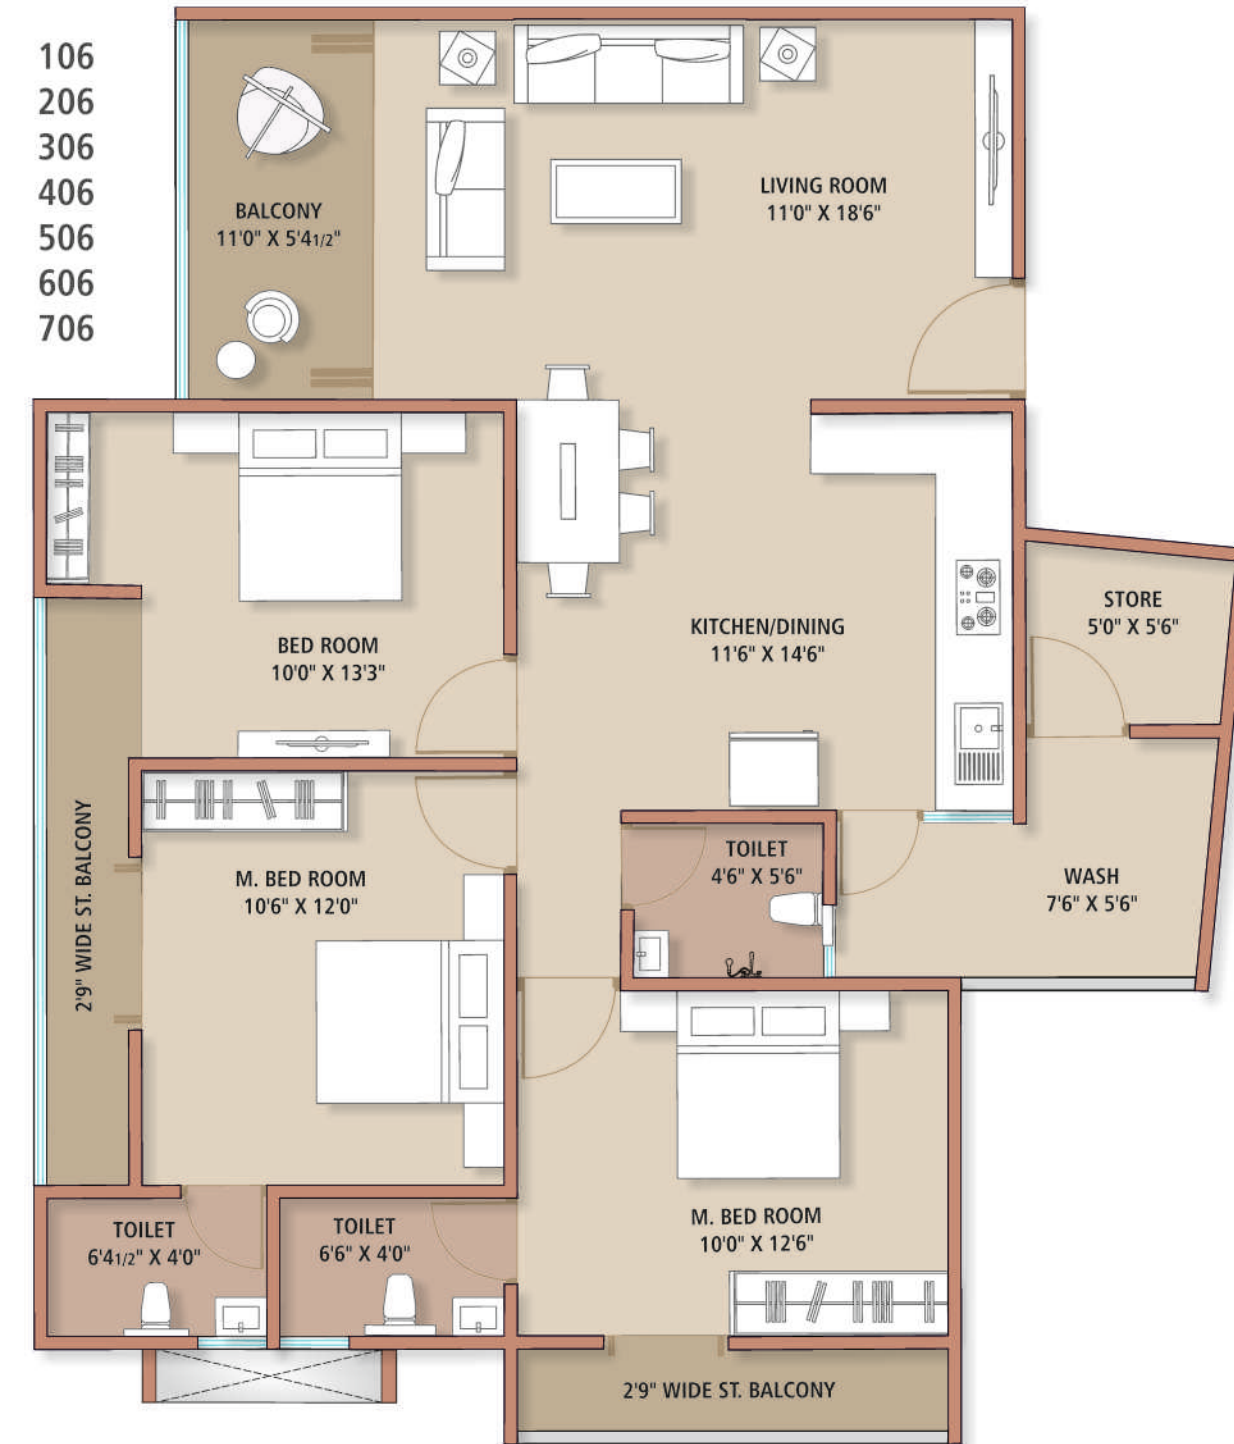 106
206
306
406
506
606
706
BALCONY
11'0" X 5'41/2"
LIVING ROOM
11'0" X 18'6"
BED ROOM
10'0" X 13'3"
KITCHEN/DINING
11'6" X 14'6"
STORE
5'0" X 5'6"
2'9" WIDE ST. BALCONY
M. BED ROOM
10'6" X 12'0"
TOILET
4'6" X 5'6"
WASH
7'6" X 5'6"
TOILET
6'41/2" X 4'0"
TOILET
6'6" X 4'0"
M. BED ROOM
10'0" X 12'6"
2'9" WIDE ST. BALCONY